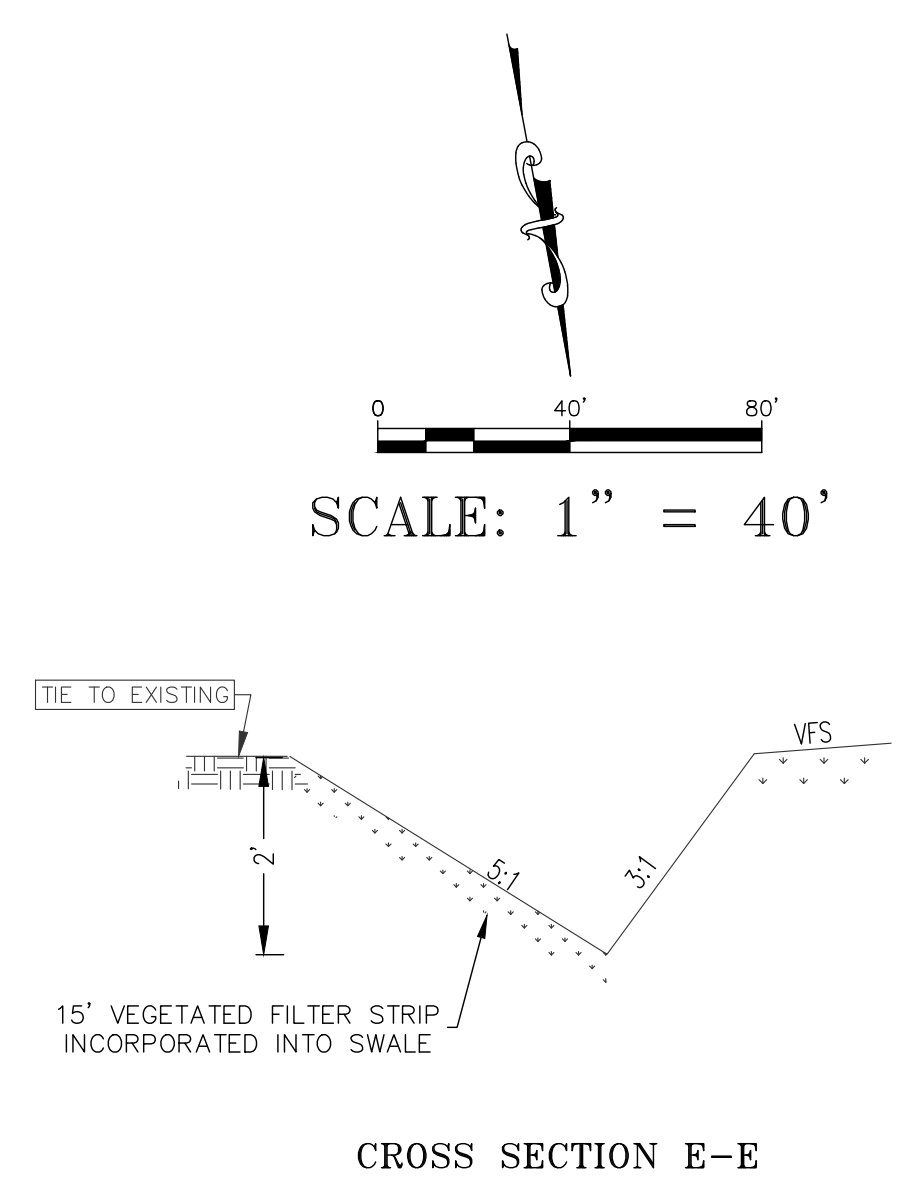 0 40' 80'
SCALE: 1" = 40'
TIE TO EXISTING
VFS
2'
5:1
3:1
15' VEGETATED FILTER STRIP
INCORPORATED INTO SWALE
CROSS SECTION E-E